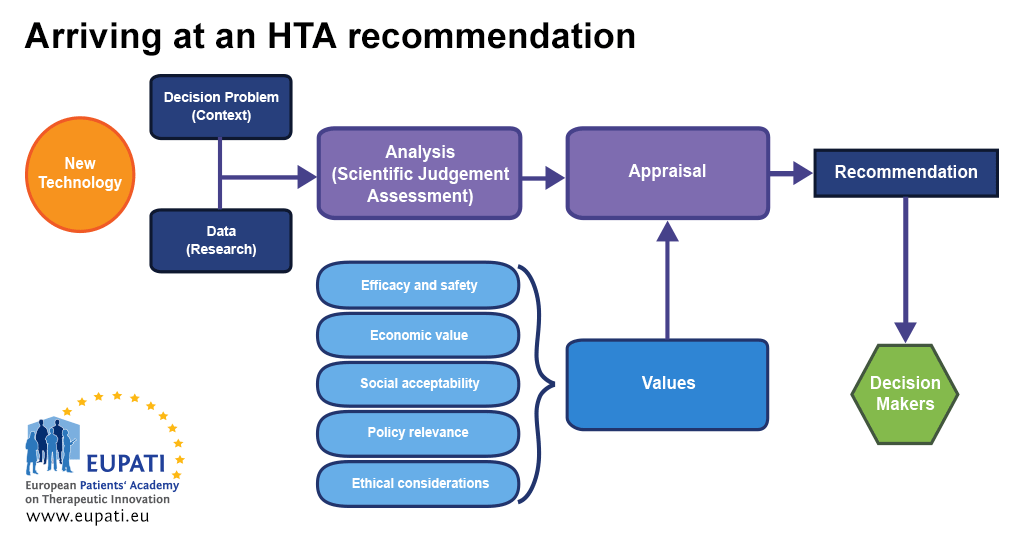 Arriving at an HTA recommendation
New
Technology
Decision Problem
(Context)
Data
(Research)
Analysis
(Scientific Judgement
Assessment)
Appraisal
Recommendation
Efficacy and safety
Economic value
Social acceptability
Policy relevance
Ethical considerations
Values
Decision
Makers
EUPATI
European Patients‘ Academy
on Therapeutic Innovation
www.eupati.eu